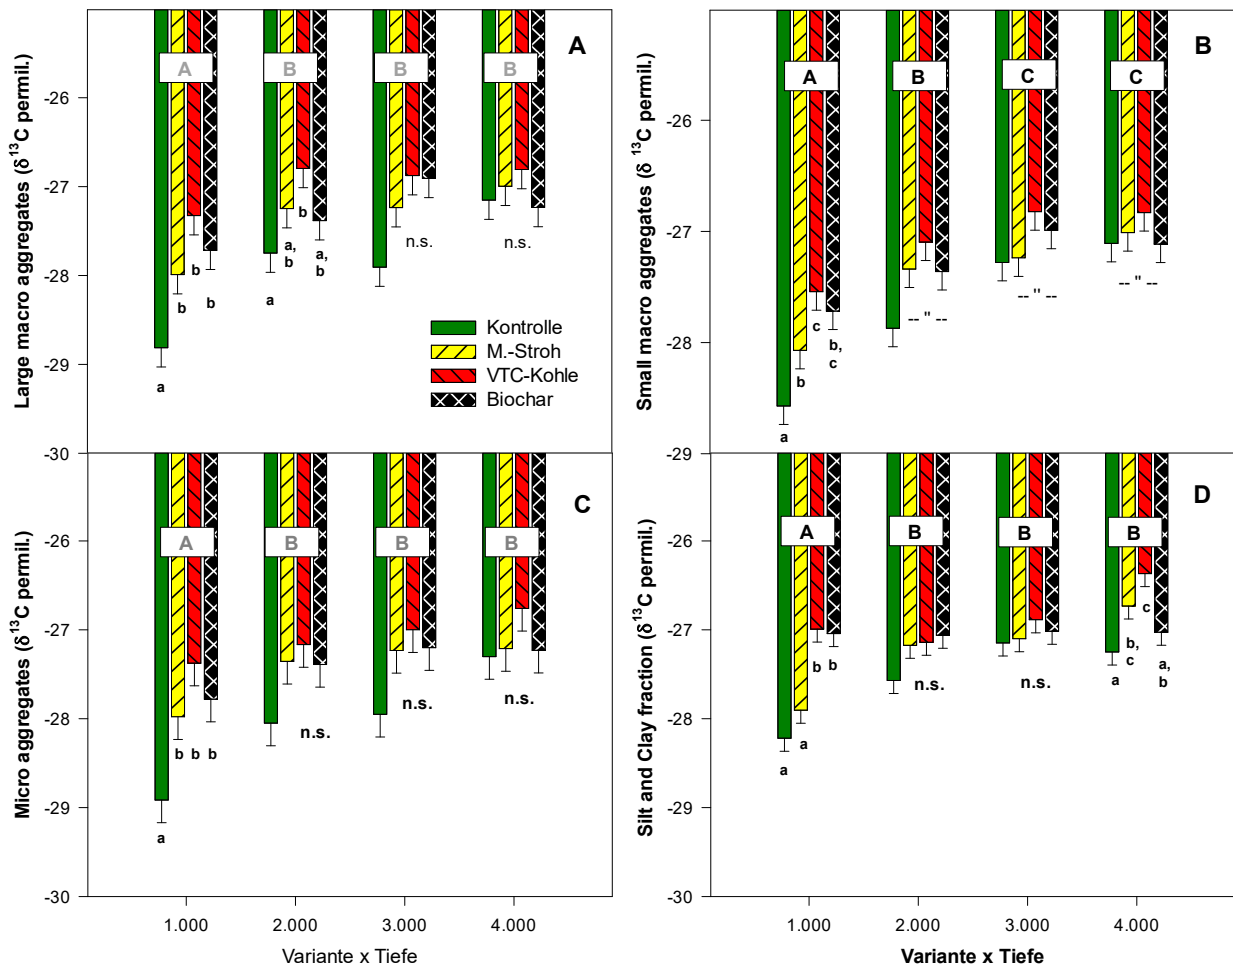 Large macro aggregates (δ ¹³C permil.)
-26
-27
-28
-29
-30
A
A
B
B
B
a
b
b
b
a
a,
b
b
a,
b
n.s.
n.s.
Kontrolle
M.-Stroh
VTC-Kohle
Biochar
Small macro aggregates (δ ¹³C permil.)
-26
-27
-28
-29
B
A
B
C
C
a
b
c
b,
c
-- " --
-- " --
-- " --
Micro aggregates (δ¹³C permil.)
-26
-27
-28
-29
-30
C
A
B
B
B
a
b
b
b
n.s.
n.s.
n.s.
1.000
2.000
3.000
4.000
Variante x Tiefe
Silt and Clay fraction (δ¹³C permil.)
-26
-27
-28
-29
-30
D
A
B
B
B
a
a
b
b
n.s.
n.s.
a
b,
c
c
a,
b
1.000
2.000
3.000
4.000
Variante x Tiefe